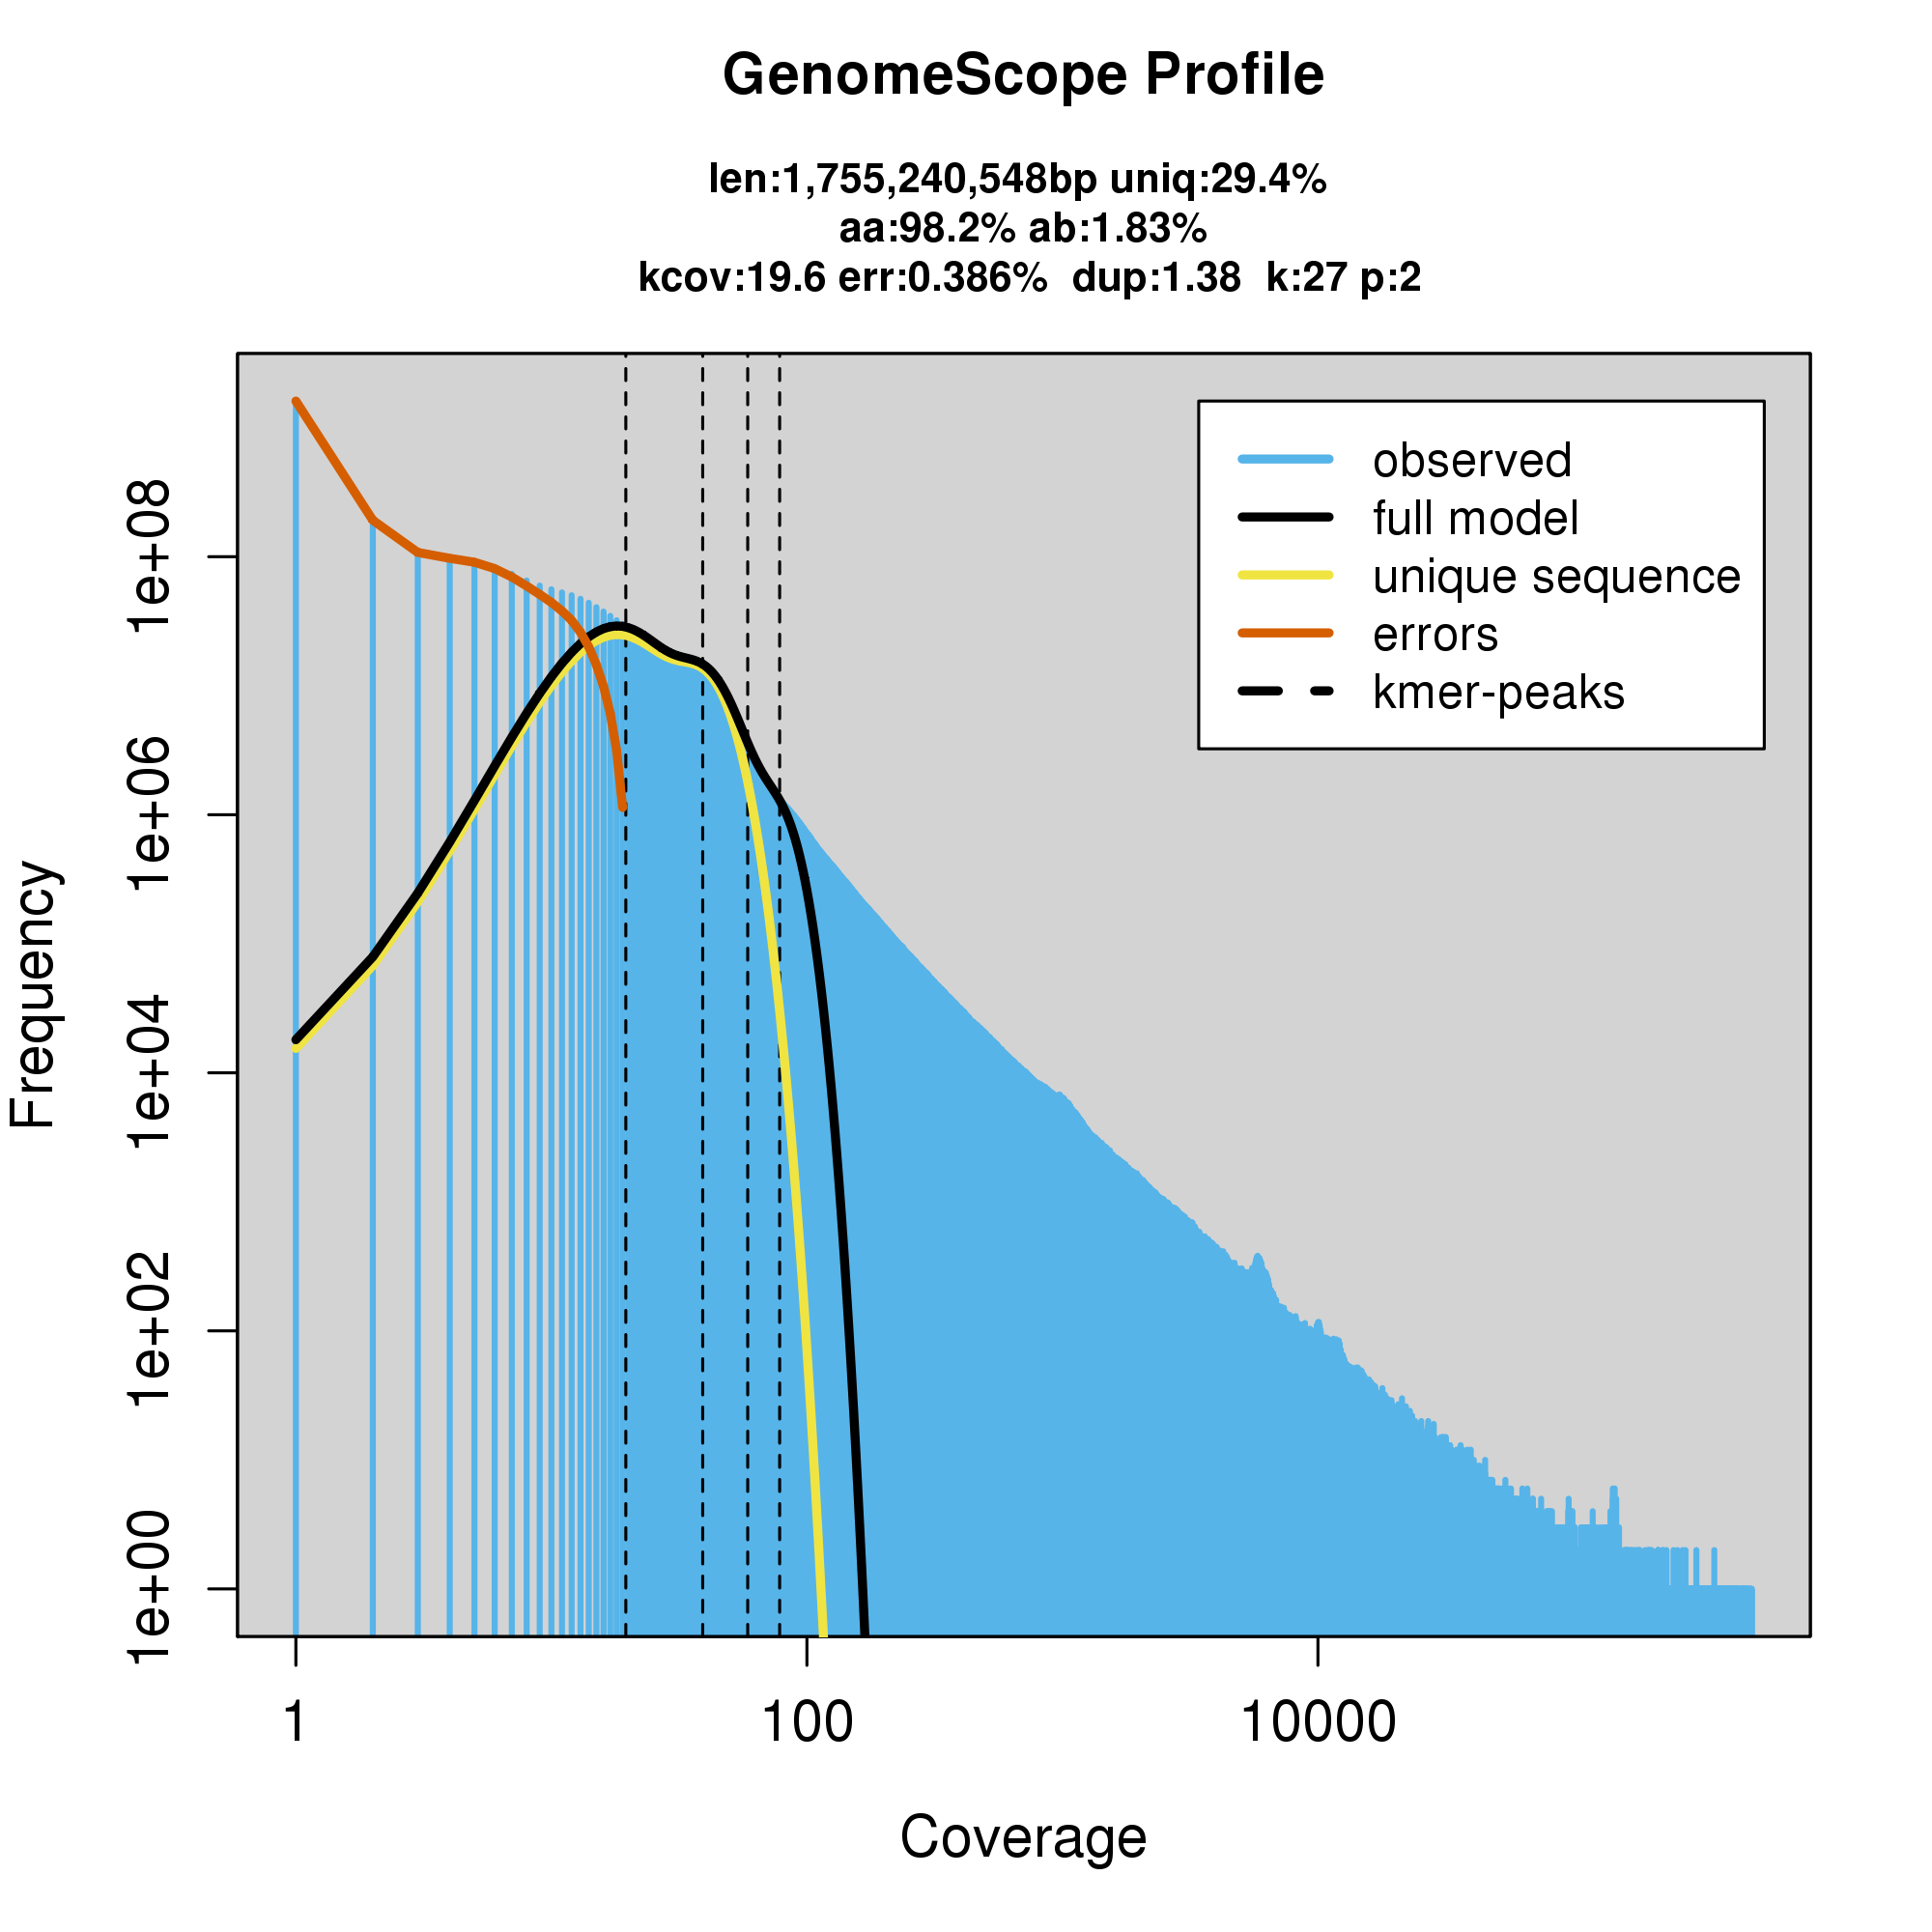 GenomeScope Profile
len:1,755,240,548bp uniq:29.4%
aa:98.2% ab:1.83%
kcov:19.6 err:0.386% dup:1.38 k:27 p:2
observed
full model
unique sequence
errors
kmer-peaks
Frequency
1e+08
1e+06
1e+04
1e+02
1e+00
1
100
10000
Coverage